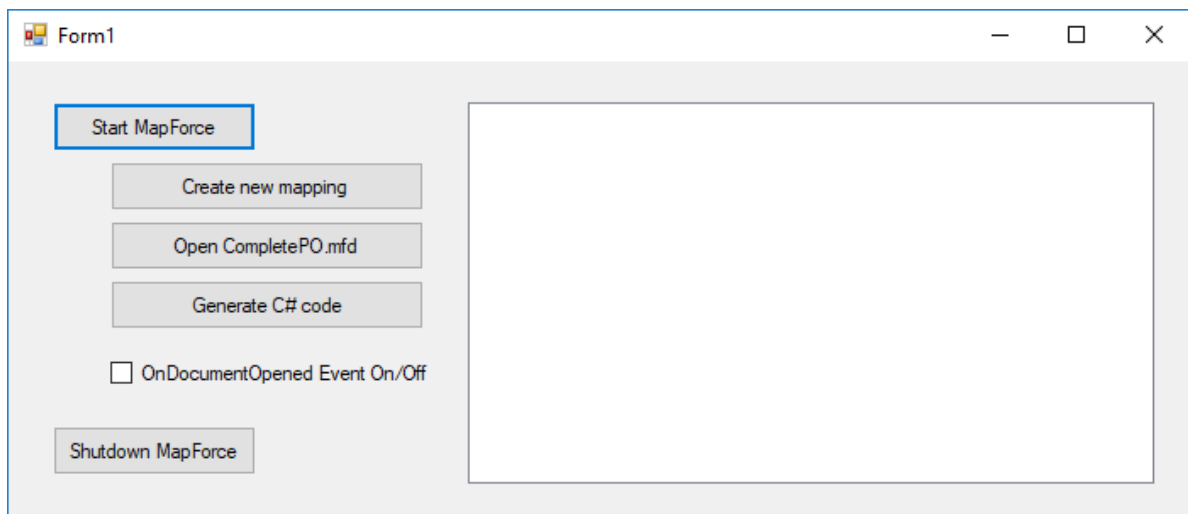 Form1
Start MapForce
Create new mapping
Open CompletePO.mfd
Generate C# code
OnDocumentOpened Event On/Off
Shutdown MapForce